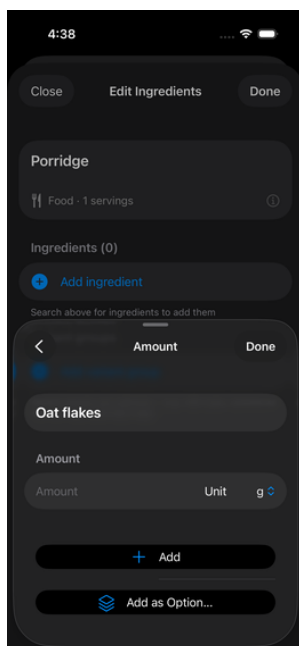 4:38
Close Edit Ingredients Done
Porridge
Food · 1 servings
Ingredients (0)
Add ingredient
Search above for ingredients to add them
Amount Done
Oat flakes
Amount
Amount Unit g
Add
Add as Option...